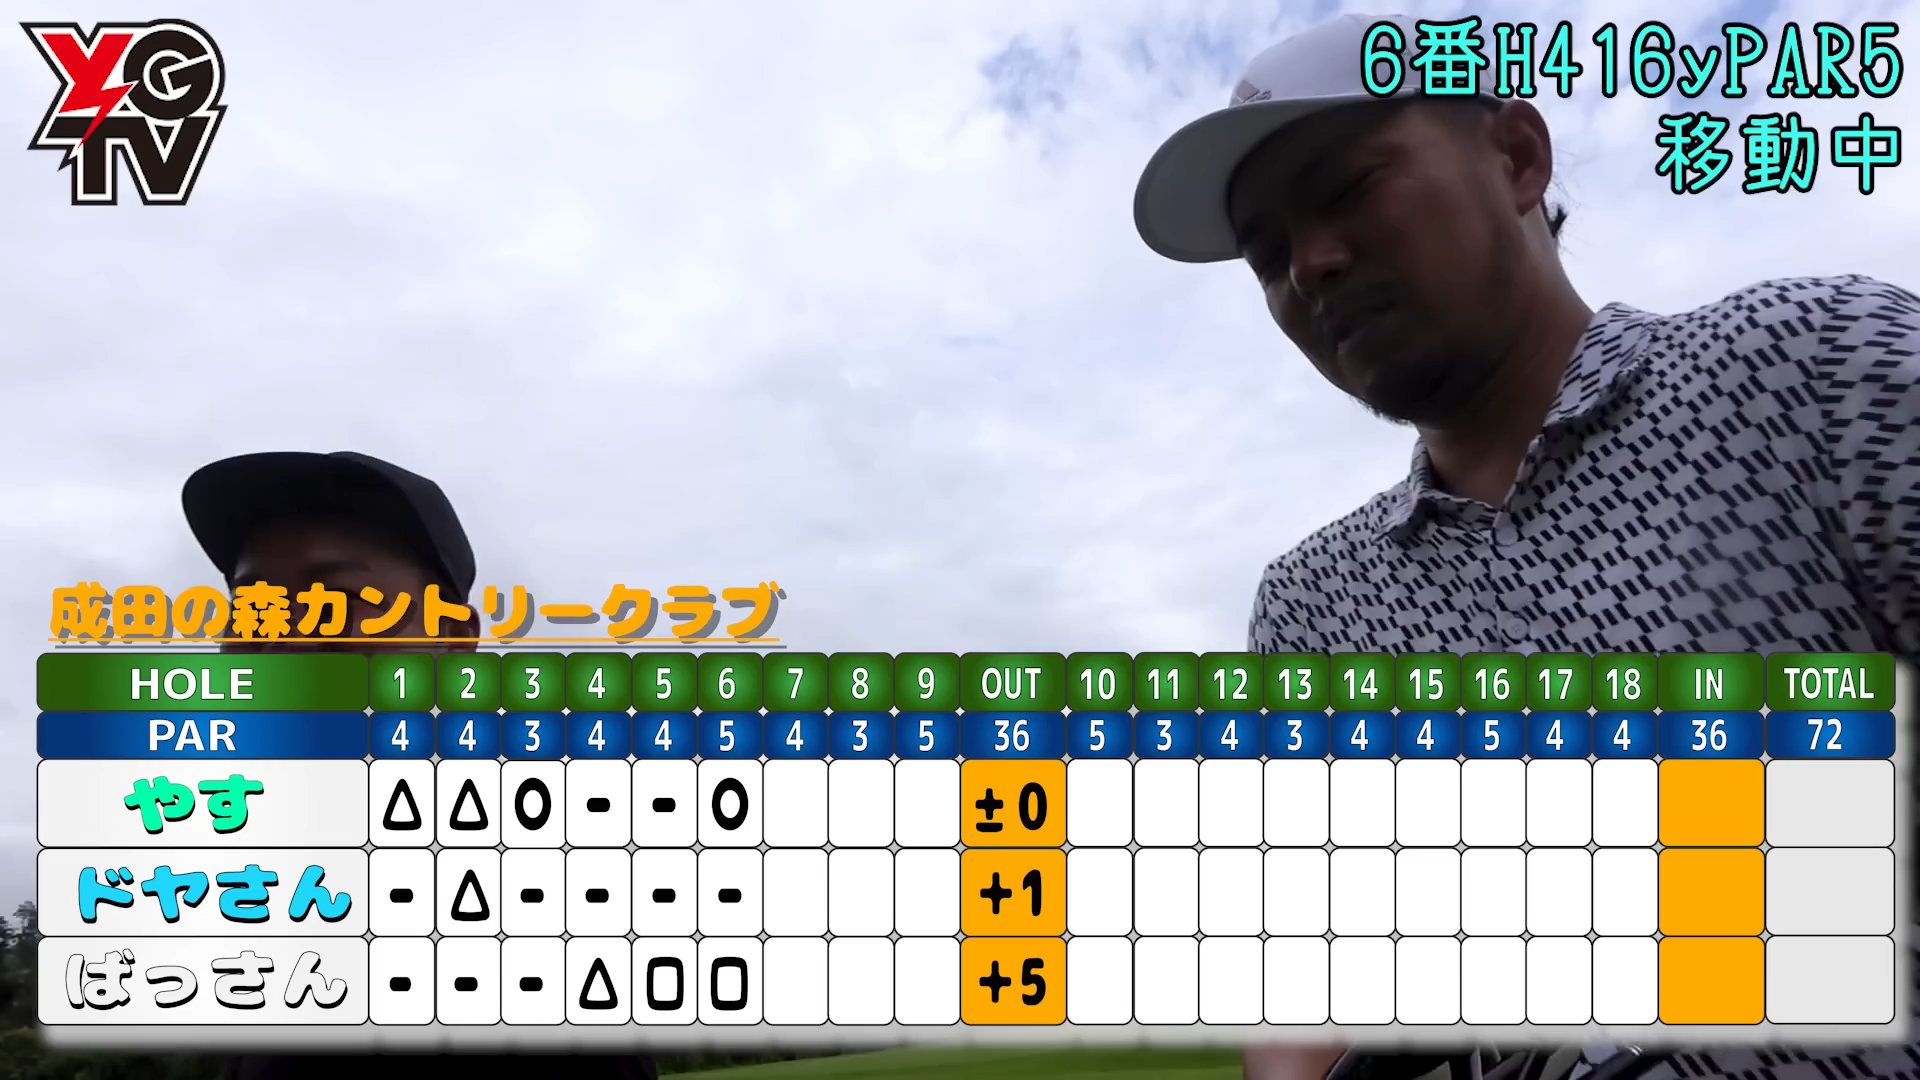 YGTV
6番H416yPAR5
移動中
成田の森カントリークラブ
HOLE 1 2 3 4 5 6 7 8 9 OUT 10 11 12 13 14 15 16 17 18 IN TOTAL
PAR 4 4 3 4 4 5 4 3 5 36 5 3 4 3 4 4 5 4 4 36 72
やす △ △ ○ - - ○ ±0
ドヤさん - △ - - - - +1
ばっさん - - - △ □ □ +5